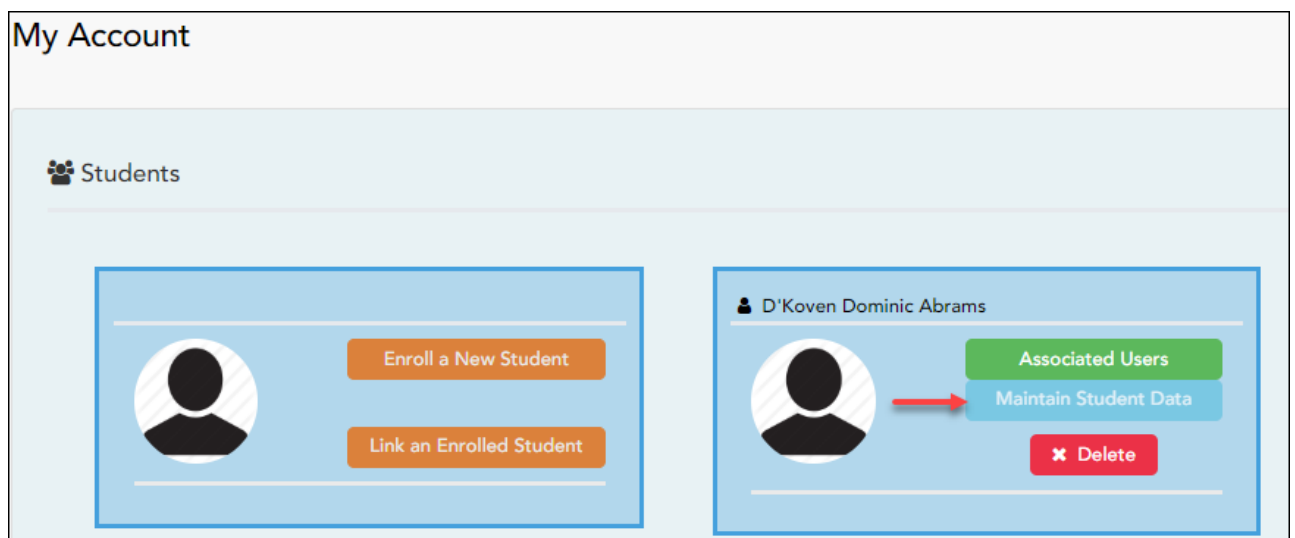 My Account
Students
Enroll a New Student
Link an Enrolled Student
D'Koven Dominic Abrams
Associated Users
Maintain Student Data
Delete